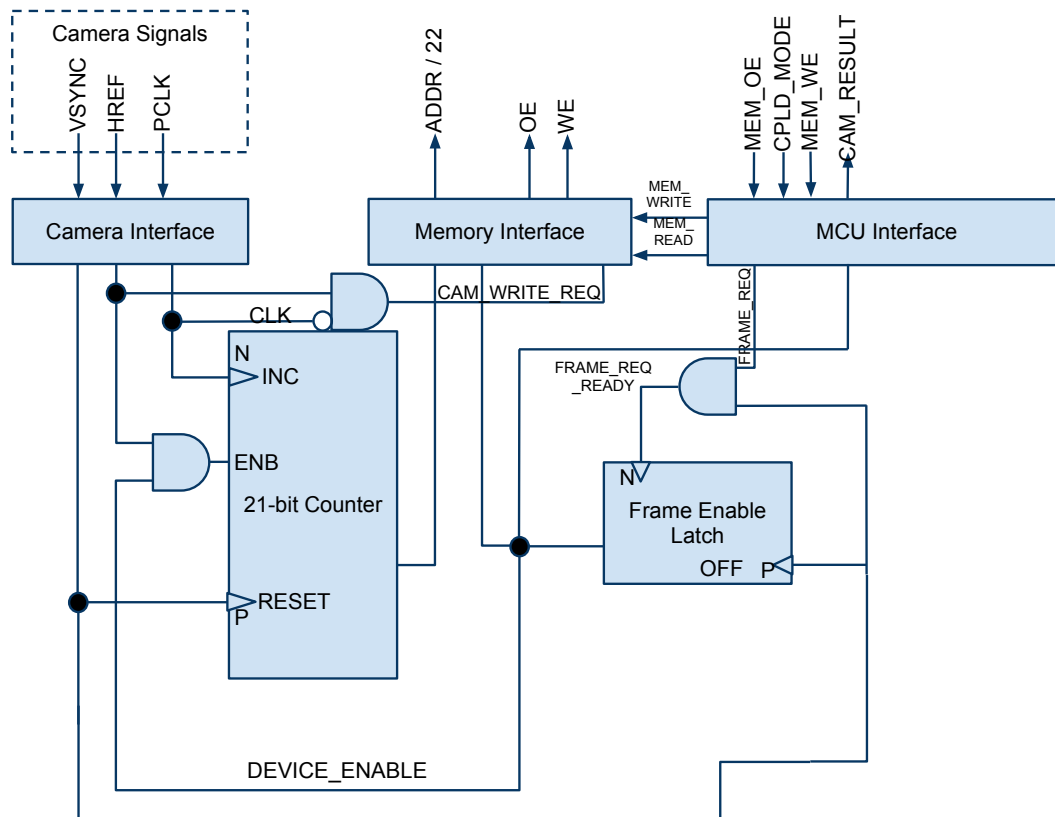 Camera Signals
VSYNC
HREF
PCLK
ADDR / 22
OE
WE
MEM_OE
CPLD_MODE
MEM_WE
CAM_RESULT
Camera Interface
Memory Interface
MEM_
WRITE
MEM_
READ
MCU Interface
CAM_WRITE_REQ
FRAME_REQ
CLK
N
INC
FRAME_REQ
_READY
ENB
21-bit Counter
N
Frame Enable
Latch
OFF
P
RESET
P
DEVICE_ENABLE